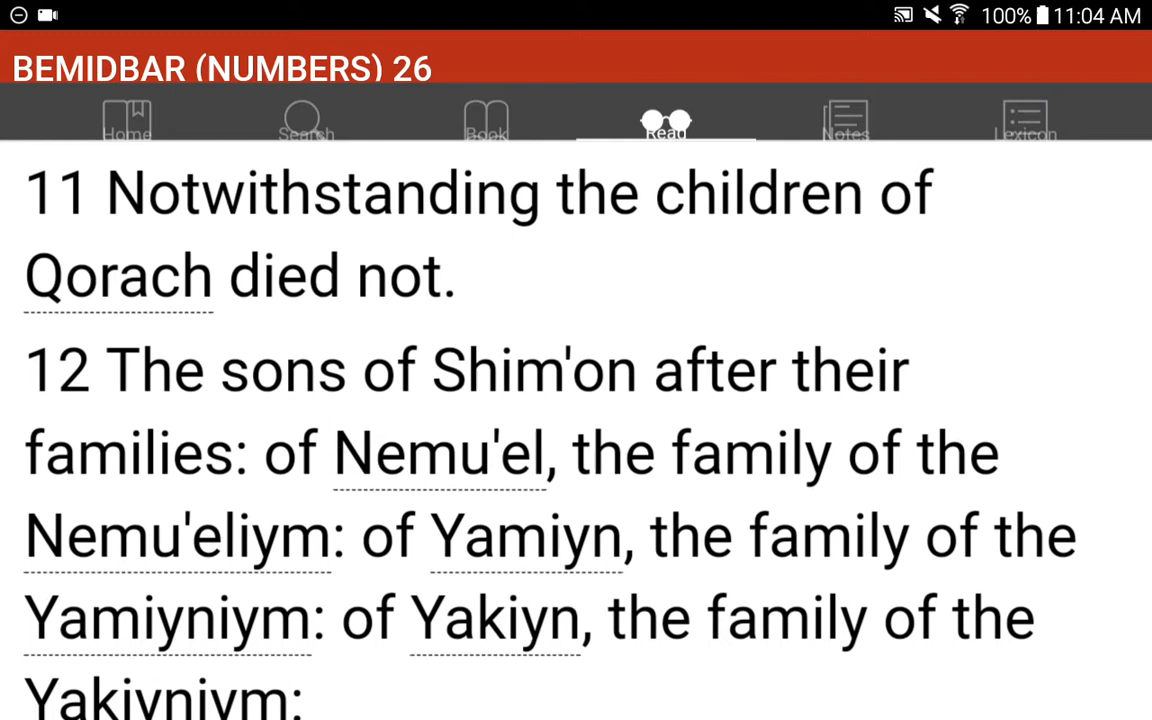 100% 11:04 AM
BEMIDBAR (NUMBERS) 26
Home Search Book Read Notes Lexicon
11 Notwithstanding the children of
Qorach died not.
12 The sons of Shim'on after their
families: of Nemu'el, the family of the
Nemu'eliym: of Yamiyn, the family of the
Yamiyniym: of Yakiyn, the family of the
Yakiyniym: